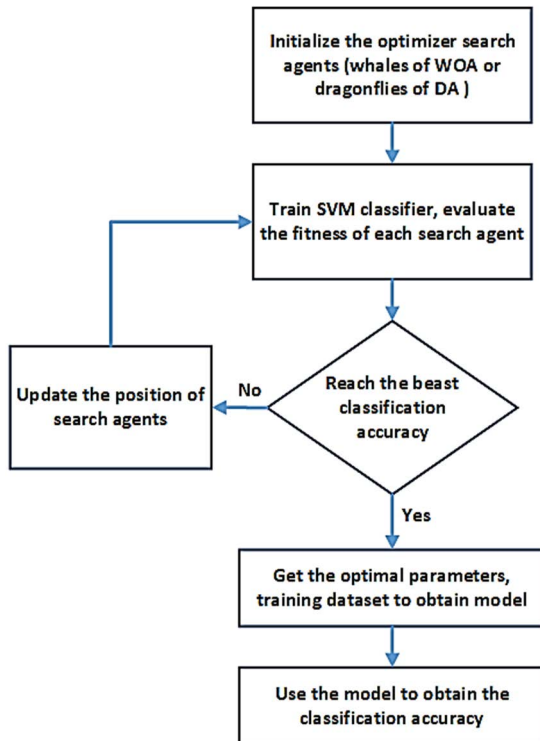 Initialize the optimizer search
agents (whales of WOA or
dragonflies of DA )
Train SVM classifier, evaluate
the fitness of each search agent
Reach the beast
classification
accuracy
No
Update the position of
search agents
Yes
Get the optimal parameters,
training dataset to obtain model
Use the model to obtain the
classification accuracy